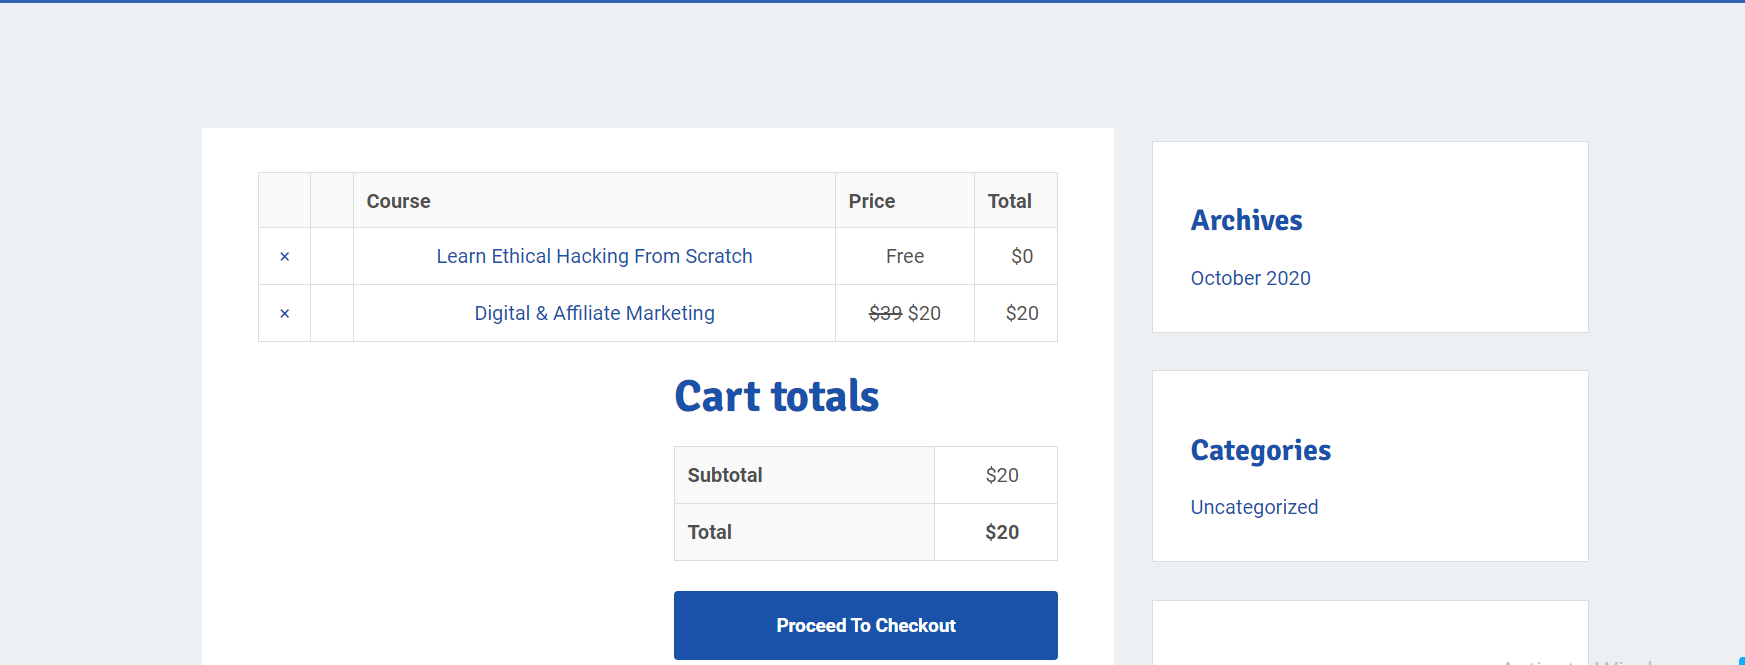 Course Price Total
× Learn Ethical Hacking From Scratch Free $0
× Digital & Affiliate Marketing $39 $20 $20
Cart totals
Subtotal $20
Total $20
Proceed To Checkout
Archives
October 2020
Categories
Uncategorized